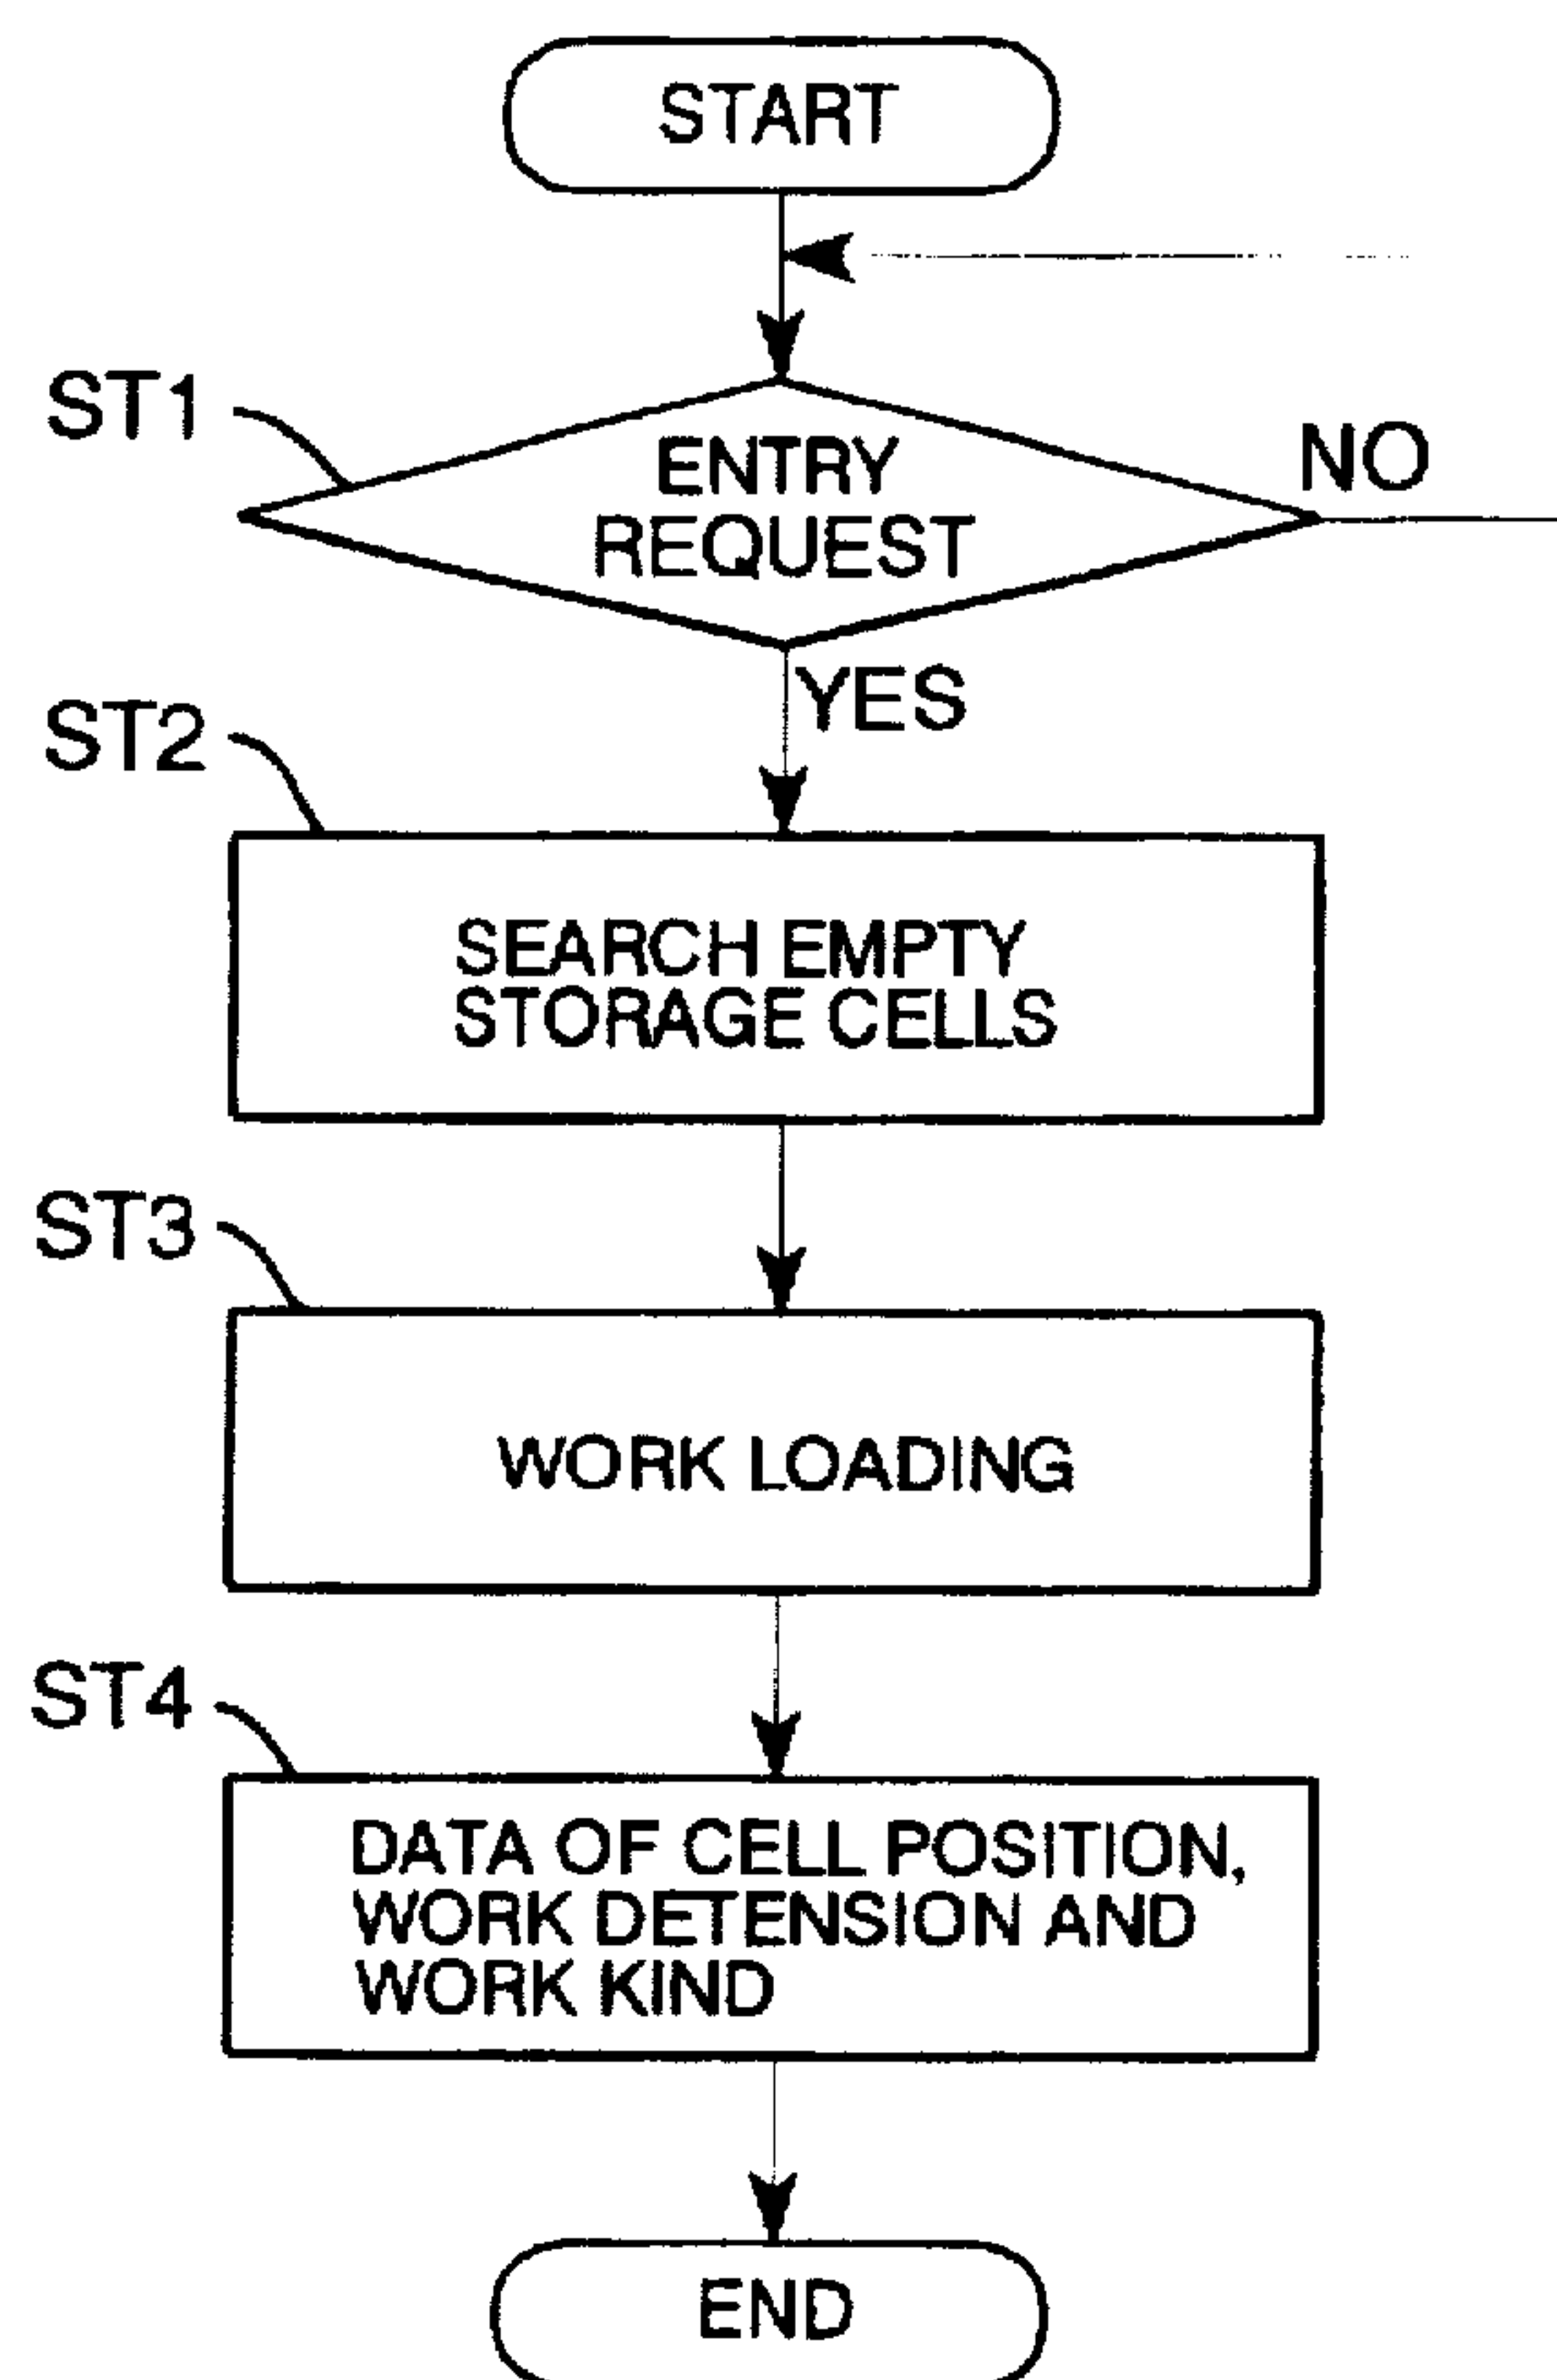 START
ST1
ENTRY
REQUEST
NO
YES
ST2
SEARCH EMPTY
STORAGE CELLS
ST3
WORK LOADING
ST4
DATA OF CELL POSITION,
WORK DETENSION AND
WORK KIND
END